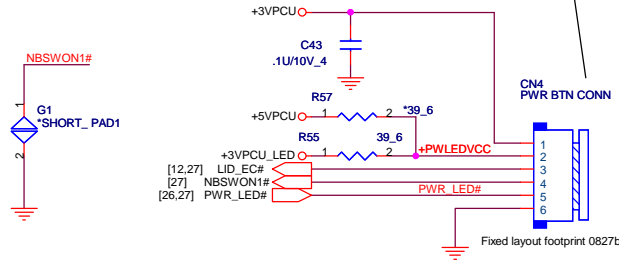 +3VPCU
NBSWON1#
C43
.1U/10V_4
CN4
PWR BTN CONN
1
G1
*SHORT_ PAD1
2
R57
+5VPCU
1
2
*39_6
R55
39_6
+3VPCU_LED
1
2
+PWLEDVCC
[12,27] LID_EC#
[27] NBSWON1#
[26,27] PWR_LED#
PWR_LED#
1
2
3
4
5
6
Fixed layout footprint 0827b